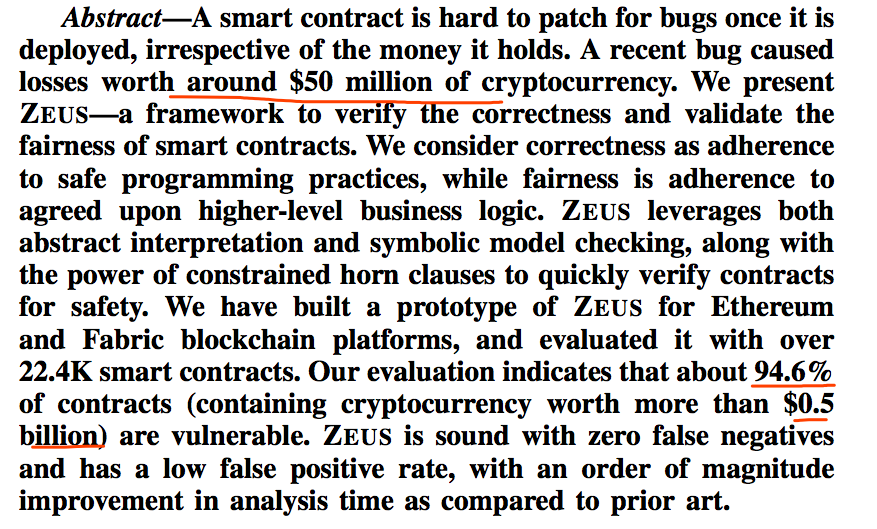 Abstract—A smart contract is hard to patch for bugs once it is
deployed, irrespective of the money it holds. A recent bug caused
losses worth around $50 million of cryptocurrency. We present
ZEUS—a framework to verify the correctness and validate the
fairness of smart contracts. We consider correctness as adherence
to safe programming practices, while fairness is adherence to
agreed upon higher-level business logic. ZEUS leverages both
abstract interpretation and symbolic model checking, along with
the power of constrained horn clauses to quickly verify contracts
for safety. We have built a prototype of ZEUS for Ethereum
and Fabric blockchain platforms, and evaluated it with over
22.4K smart contracts. Our evaluation indicates that about 94.6%
of contracts (containing cryptocurrency worth more than $0.5
billion) are vulnerable. ZEUS is sound with zero false negatives
and has a low false positive rate, with an order of magnitude
improvement in analysis time as compared to prior art.